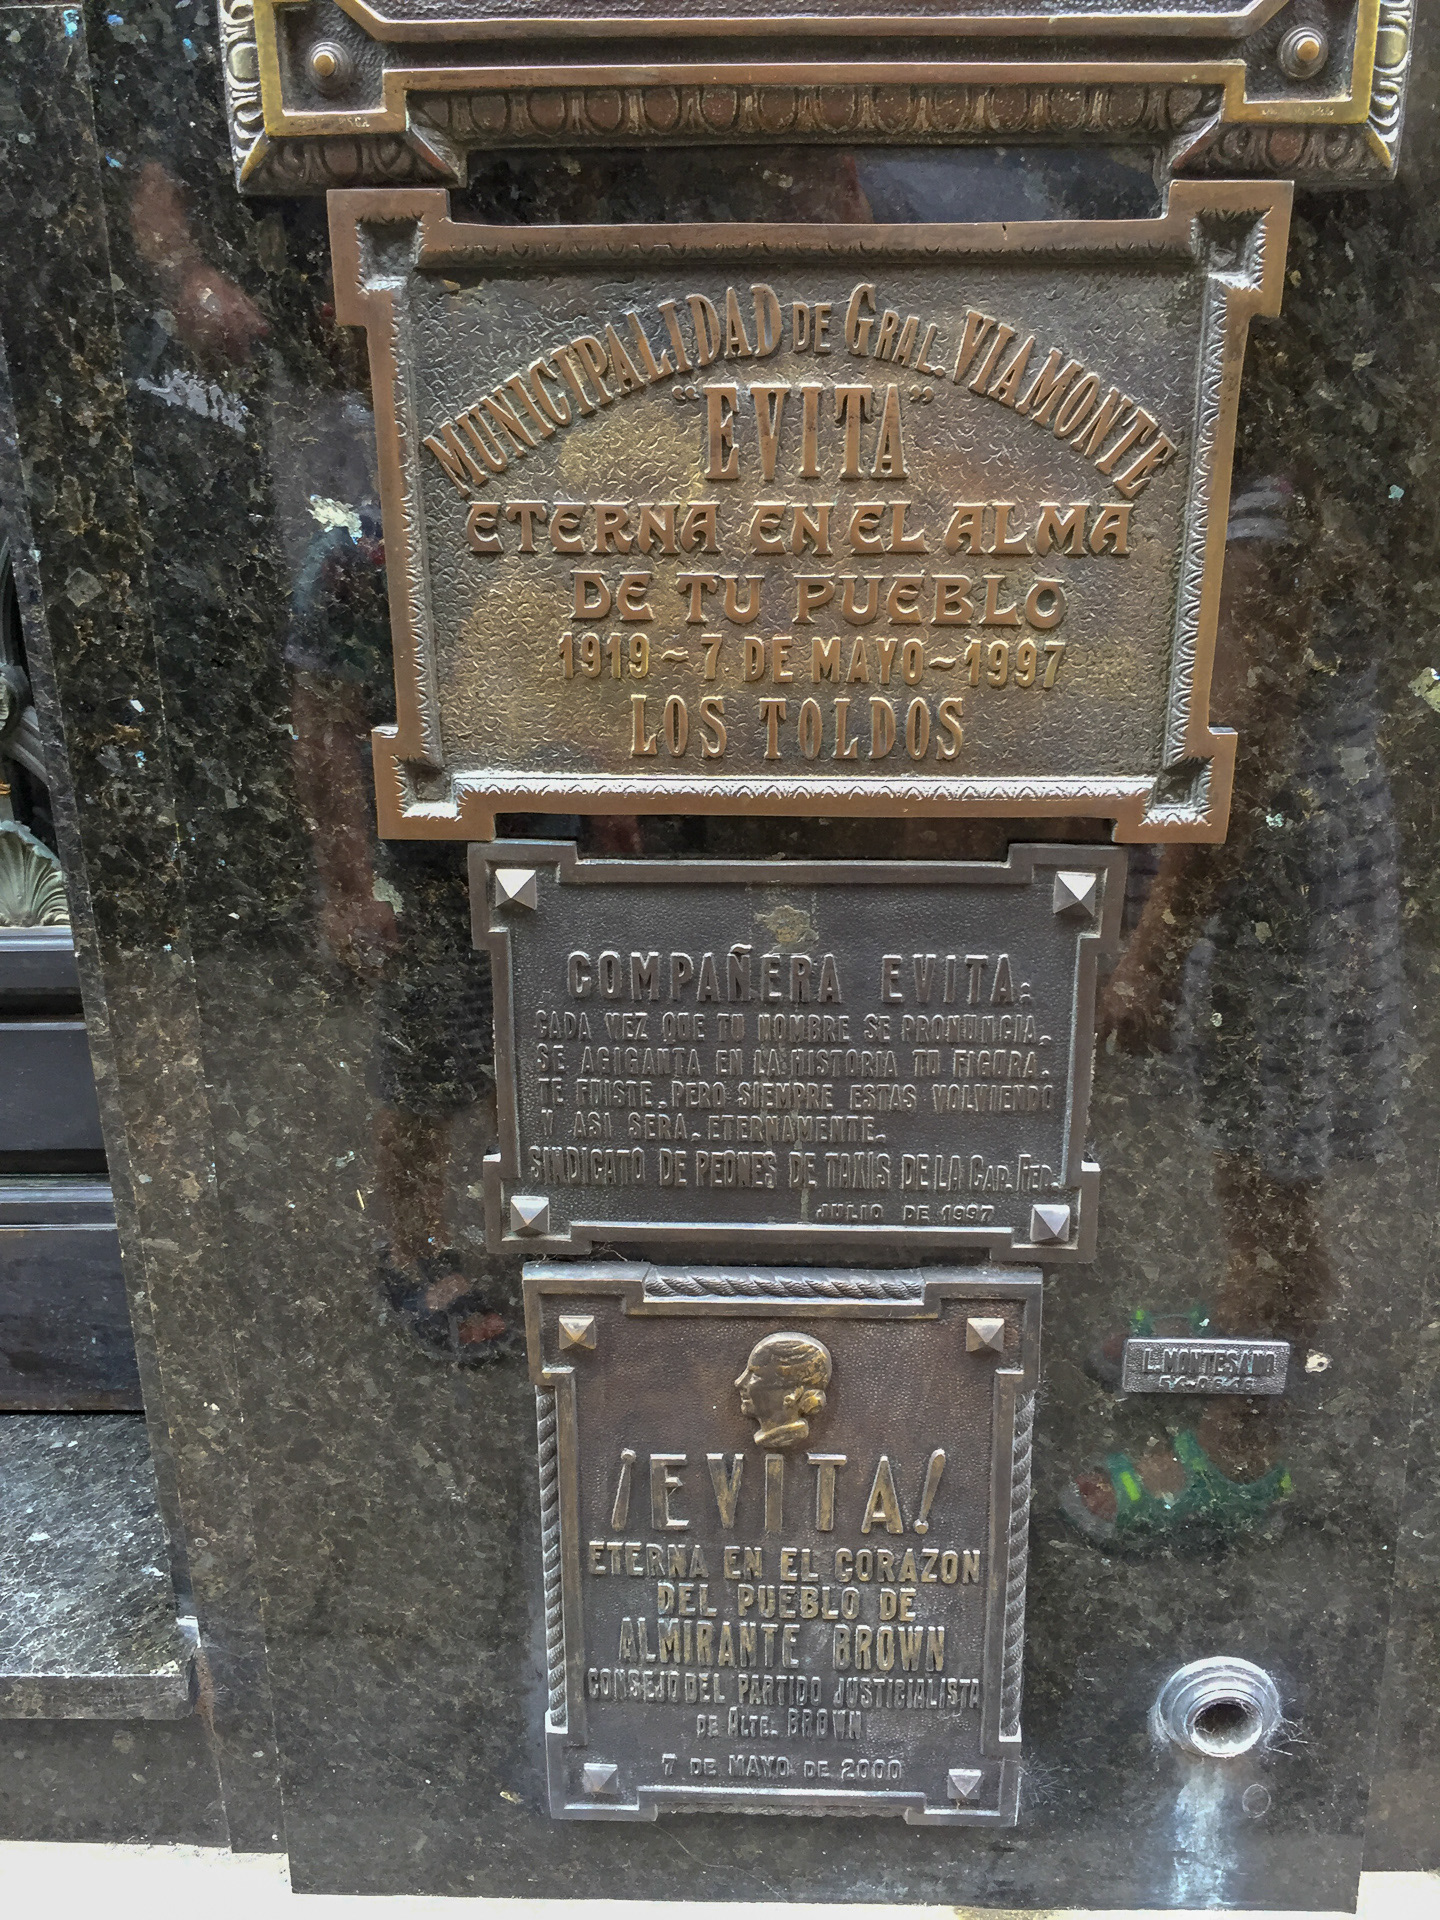 MUNICIPALIDAD DE GRAL. VIAMONTE
"EVITA"
ETERNA EN EL ALMA
DE TU PUEBLO
1919 ~ 7 DE MAYO ~ 1997
LOS TOLDOS
COMPAÑERA EVITA:
CADA VEZ QUE TU NOMBRE SE PRONUNCIA.
SE AGIGANTA EN LA HISTORIA TU FIGURA.
TE FUISTE, PERO SIEMPRE ESTAS VOLVIENDO
Y ASI SERA, ETERNAMENTE.
SINDICATO DE PEONES DE TAXIS DE LA CAP. FED.
JULIO DE 1997
¡EVITA!
ETERNA EN EL CORAZON
DEL PUEBLO DE
ALMIRANTE BROWN
CONSEJO DEL PARTIDO JUSTICIALISTA
DE ALTE. BROWN
7 DE MAYO DE 2000
L. MONTESANO